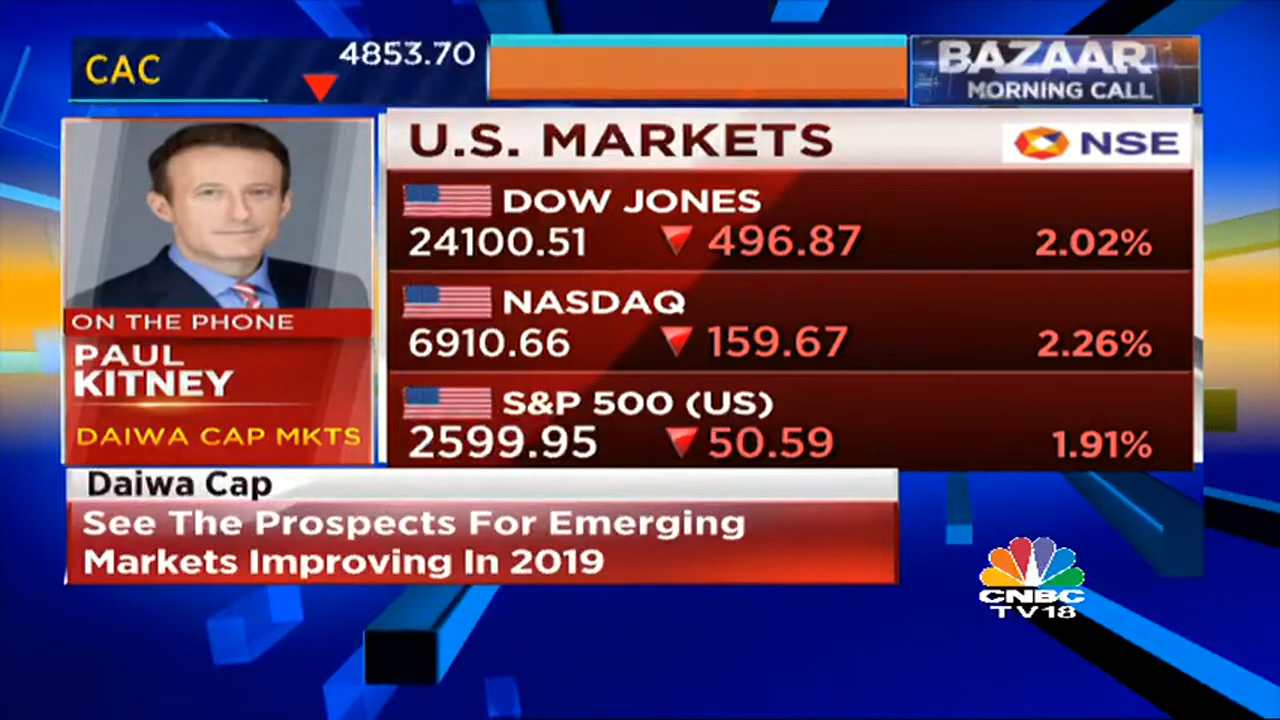 CAC
4853.70
BAZAAR
MORNING CALL
U.S. MARKETS
NSE
DOW JONES
24100.51 496.87 2.02%
NASDAQ
6910.66 159.67 2.26%
S&P 500 (US)
2599.95 50.59 1.91%
ON THE PHONE
PAUL
KITNEY
DAIWA CAP MKTS
Daiwa Cap
See The Prospects For Emerging
Markets Improving In 2019
CNBC
TV18